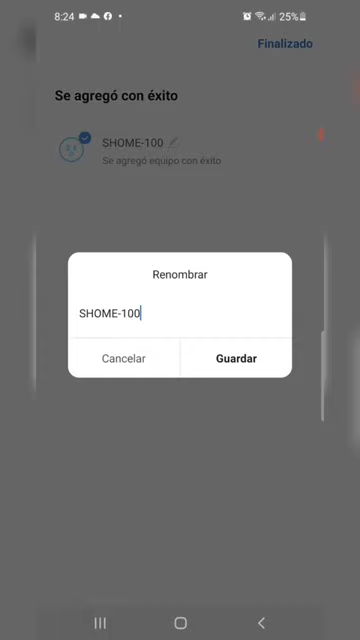 8:24
25%
Finalizado
Se agregó con éxito
SHOME-100
Se agregó equipo con éxito
Renombrar
SHOME-100
Cancelar
Guardar